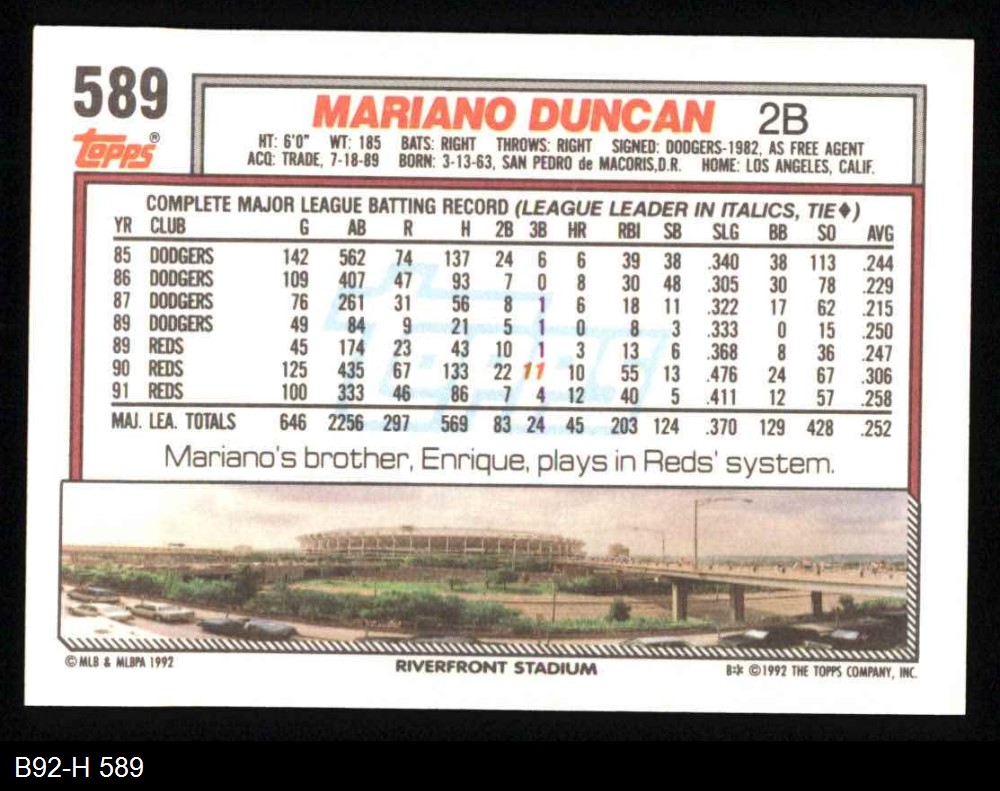 589
Topps®
MARIANO DUNCAN 2B
HT: 6'0" WT: 185 BATS: RIGHT THROWS: RIGHT SIGNED: DODGERS-1982, AS FREE AGENT
ACQ: TRADE, 7-18-89 BORN: 3-13-63, SAN PEDRO de MACORIS,D.R. HOME: LOS ANGELES, CALIF.
COMPLETE MAJOR LEAGUE BATTING RECORD (LEAGUE LEADER IN ITALICS, TIE♦)
YR CLUB G AB R H 2B 3B HR RBI SB SLG BB SO AVG
85 DODGERS 142 562 74 137 24 6 6 39 38 .340 38 113 .244
86 DODGERS 109 407 47 93 7 0 8 30 48 .305 30 78 .229
87 DODGERS 76 261 31 56 8 1 6 18 11 .322 17 62 .215
89 DODGERS 49 84 9 21 5 1 0 8 3 .333 0 15 .250
89 REDS 45 174 23 43 10 1 3 13 6 .368 8 36 .247
90 REDS 125 435 67 133 22 11 10 55 13 .476 24 67 .306
91 REDS 100 333 46 86 7 4 12 40 5 .411 12 57 .258
MAJ. LEA. TOTALS 646 2256 297 569 83 24 45 203 124 .370 129 428 .252
Topps
Mariano's brother, Enrique, plays in Reds' system.
© MLB & MLBPA 1992
RIVERFRONT STADIUM
B** © 1992 THE TOPPS COMPANY, INC.
B92-H 589